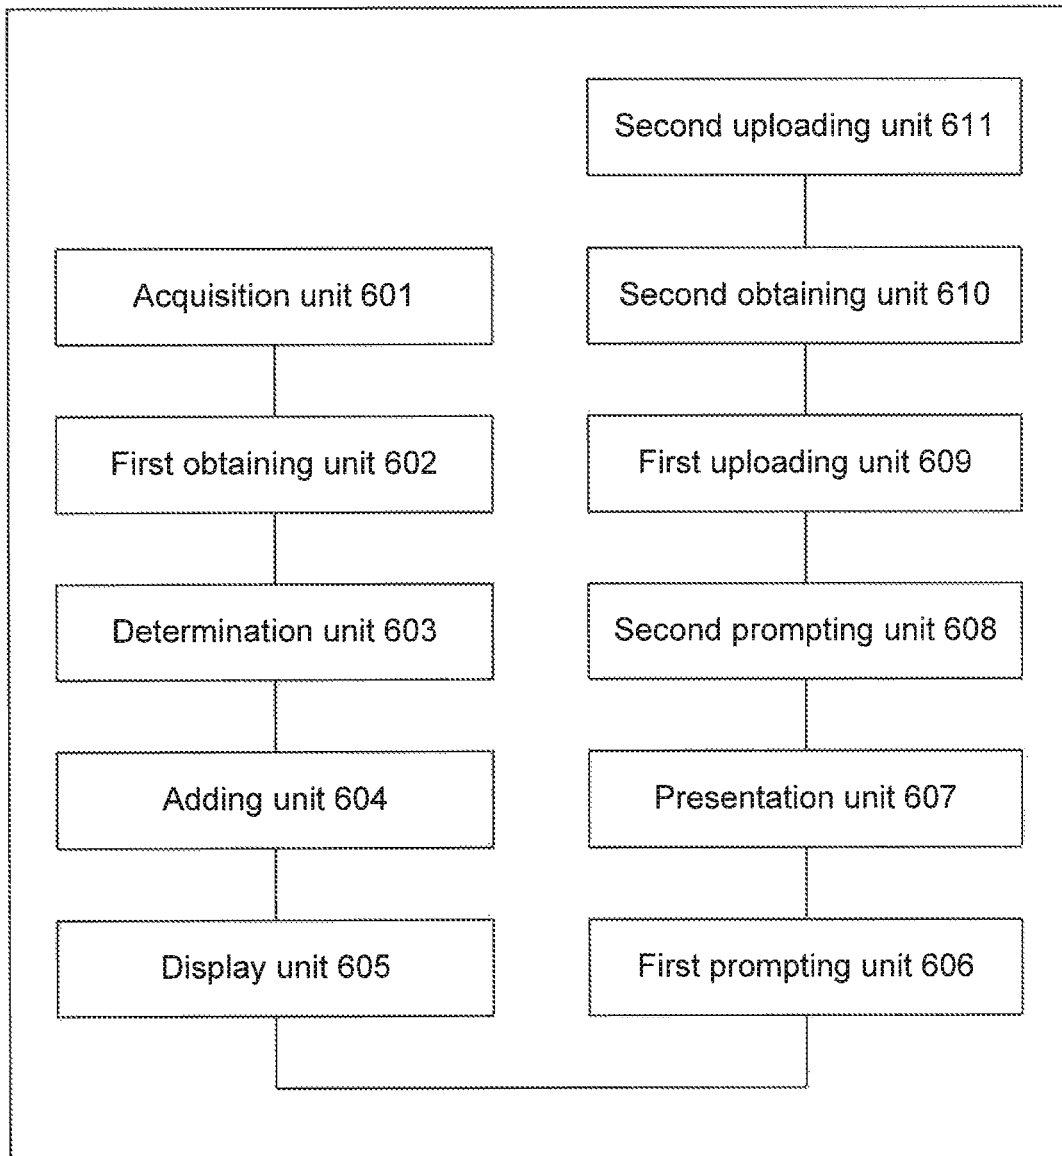 Acquisition unit 601
First obtaining unit 602
Determination unit 603
Adding unit 604
Display unit 605
Second uploading unit 611
Second obtaining unit 610
First uploading unit 609
Second prompting unit 608
Presentation unit 607
First prompting unit 606